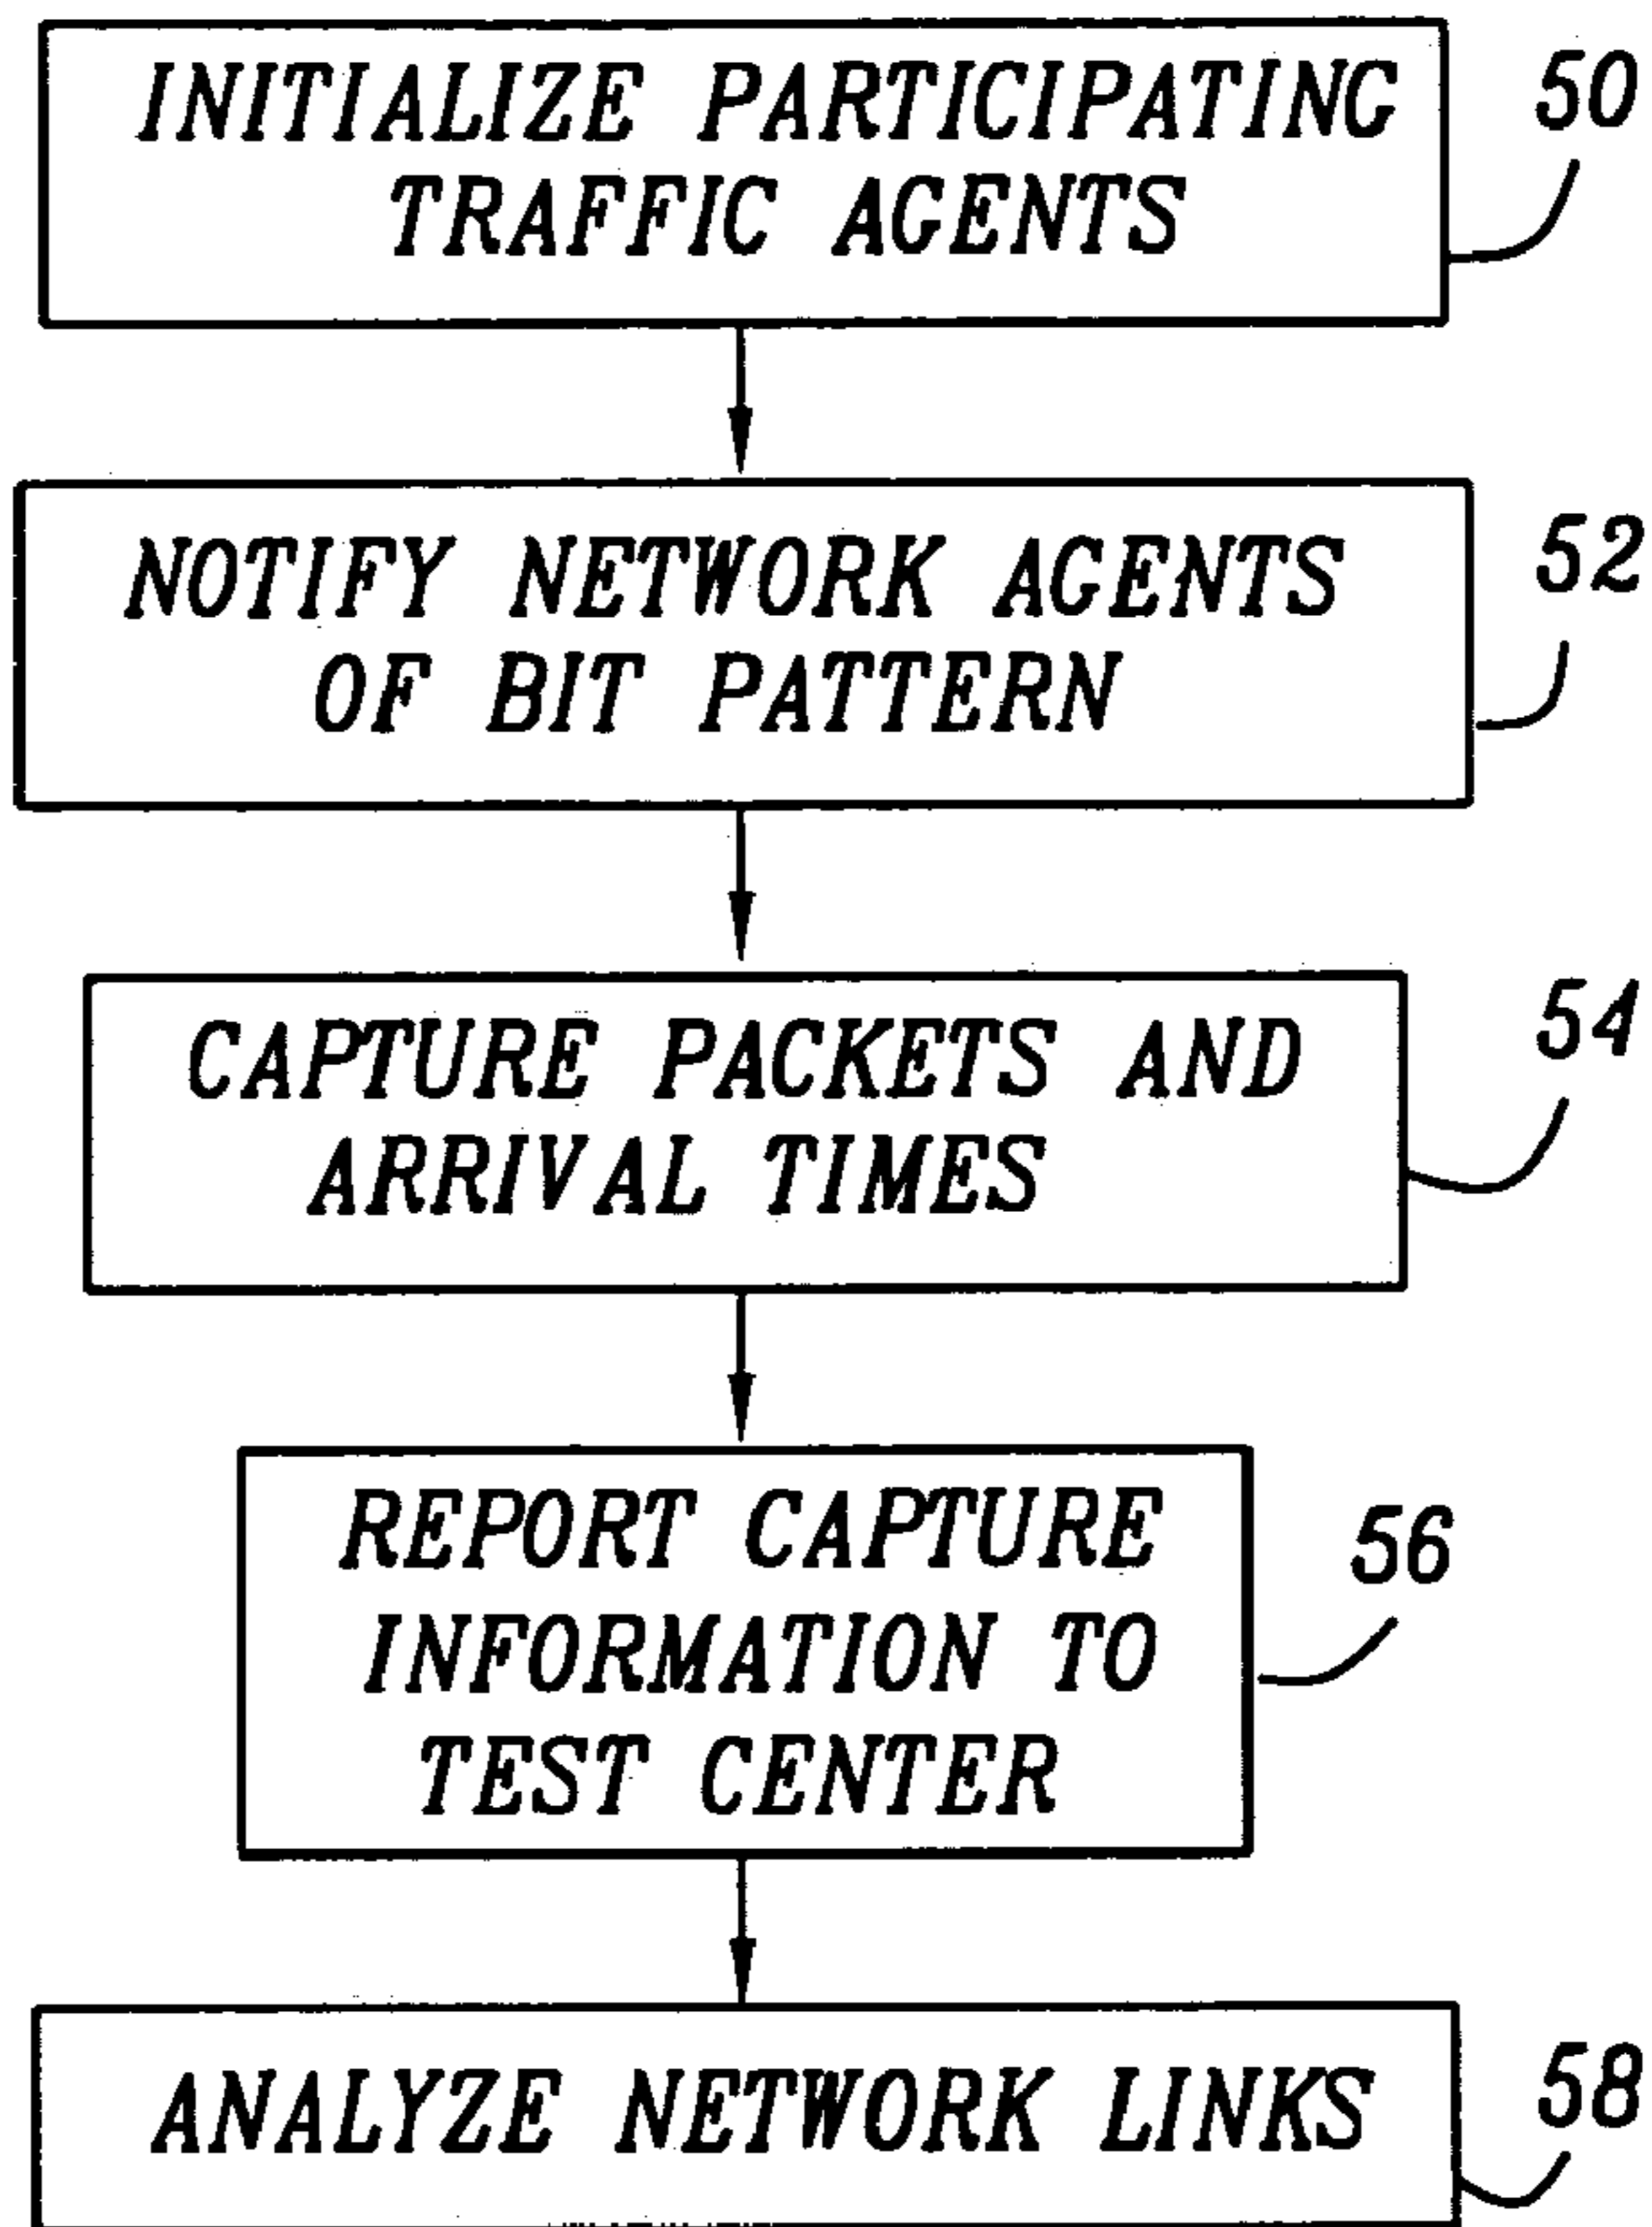 INITIALIZE PARTICIPATING
TRAFFIC AGENTS
50
NOTIFY NETWORK AGENTS
OF BIT PATTERN
52
CAPTURE PACKETS AND
ARRIVAL TIMES
54
REPORT CAPTURE
INFORMATION TO
TEST CENTER
56
ANALYZE NETWORK LINKS
58